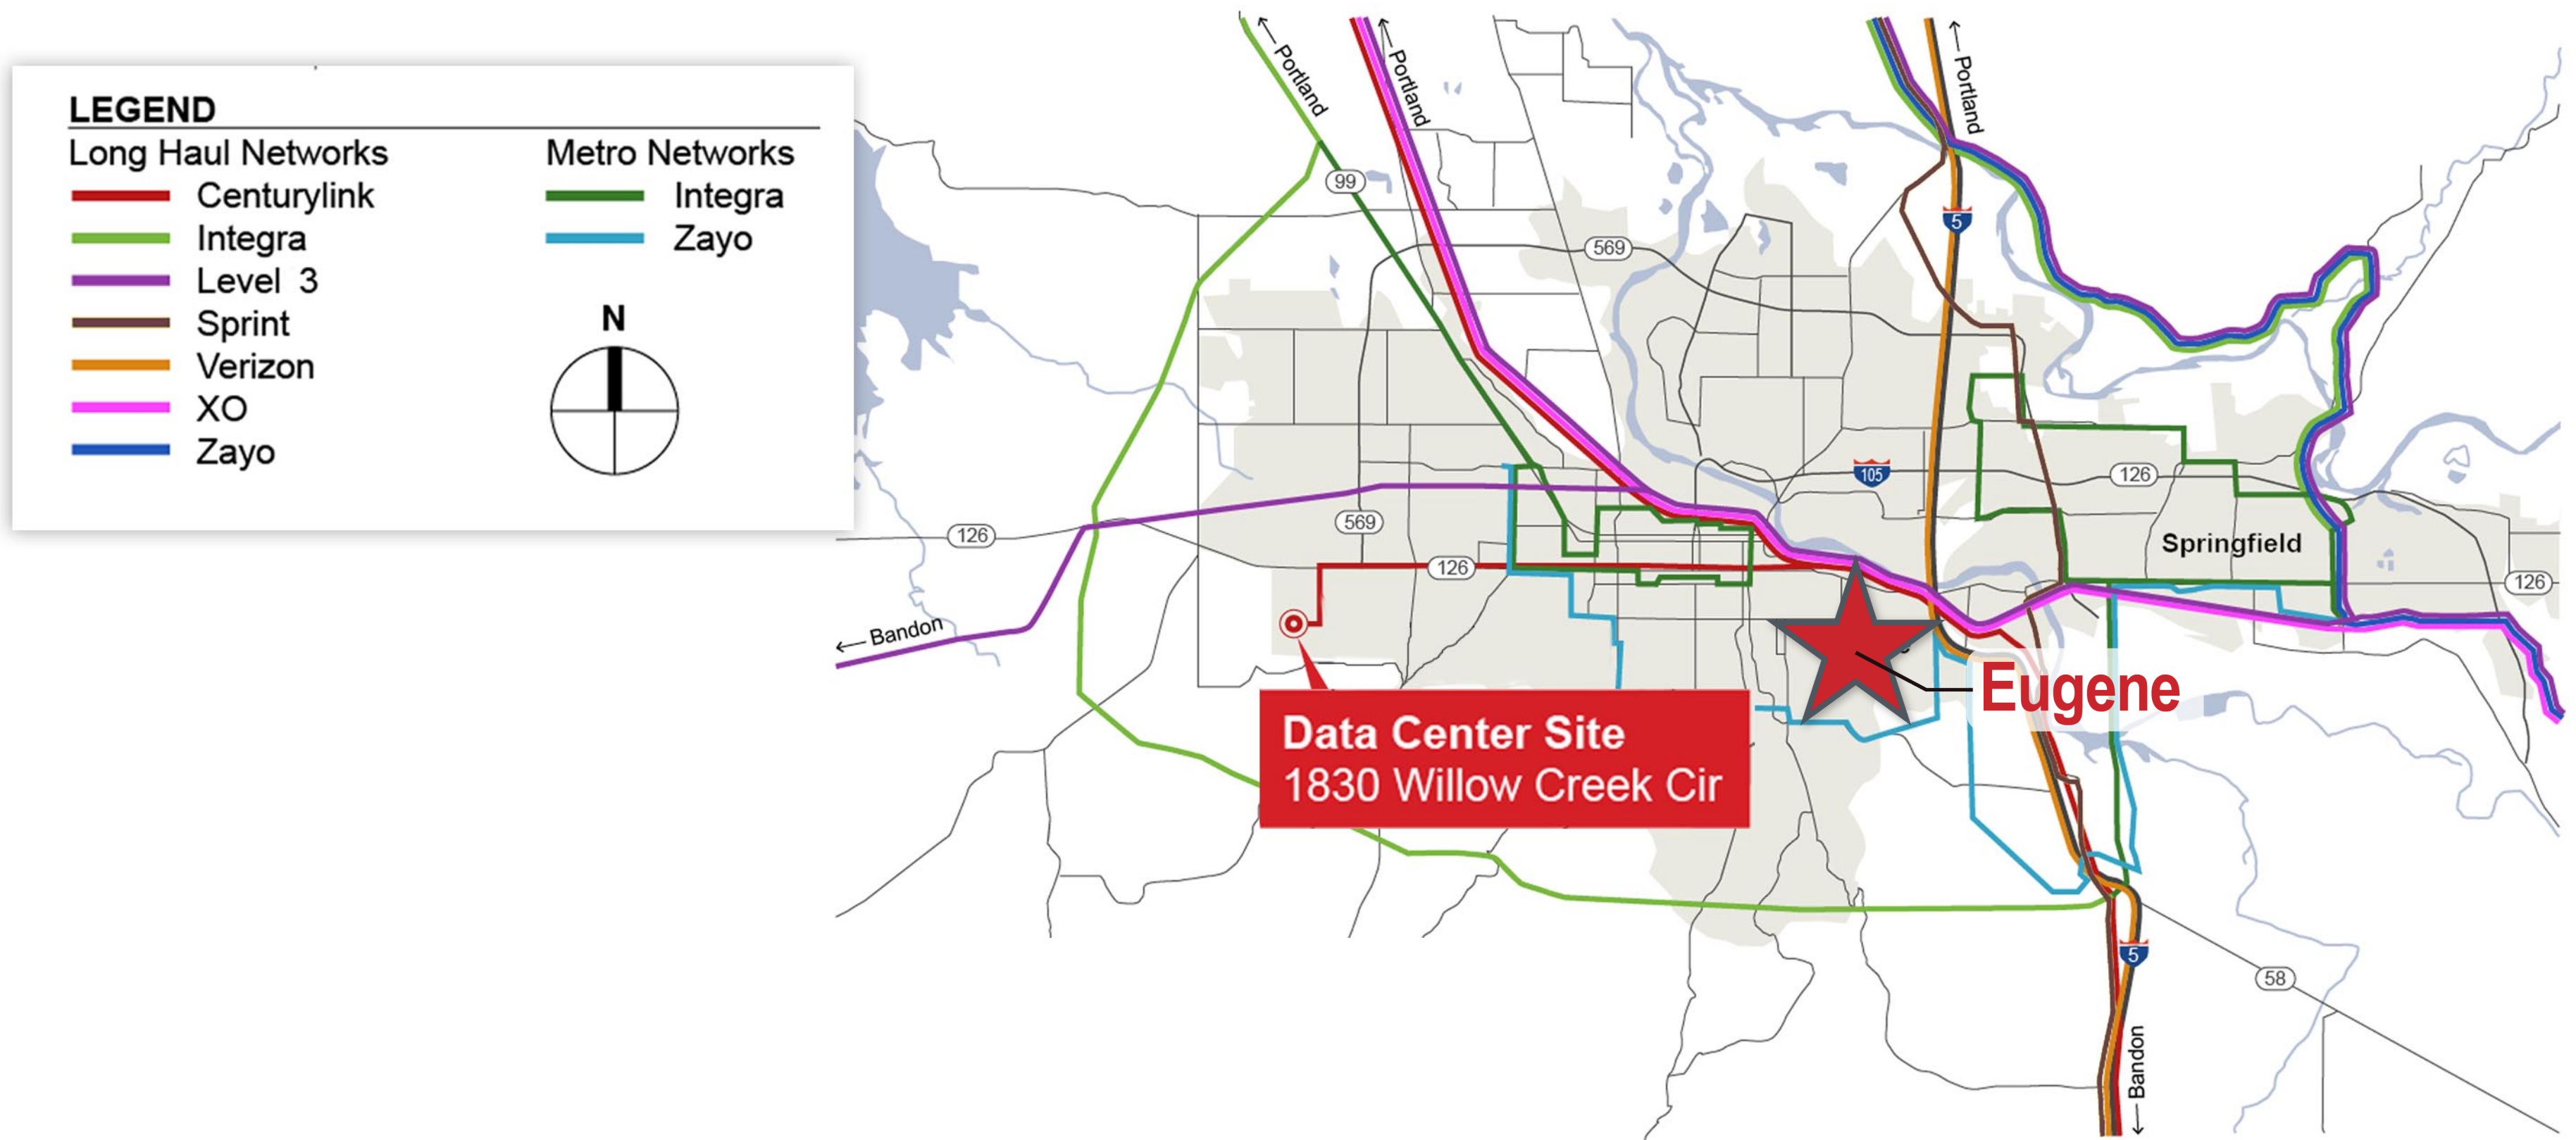 LEGEND
Long Haul Networks
Centurylink
Integra
Level 3
Sprint
Verizon
XO
Zayo
Metro Networks
Integra
Zayo
N
← Portland
← Portland
← Portland
99
569
5
105
126
Springfield
126
569
126
126
← Bandon
Eugene
Data Center Site
1830 Willow Creek Cir
5
58
← Bandon